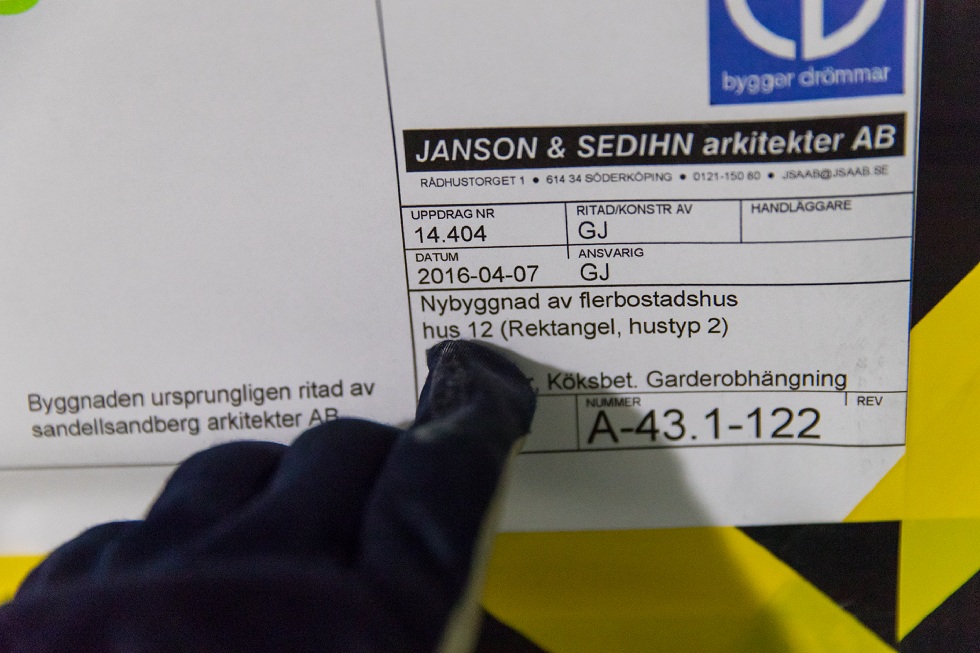 bygger drömmar
JANSON & SEDIHN arkitekter AB
RÅDHUSTORGET 1 • 614 34 SÖDERKÖPING • 0121-150 80 • JSAAB@JSAAB.SE
UPPDRAG NR
RITAD/KONSTR AV
HANDLÄGGARE
14.404
GJ
DATUM
ANSVARIG
2016-04-07
GJ
Nybyggnad av flerbostadshus
hus 12 (Rektangel, hustyp 2)
Köksbet. Garderobhängning
NUMMER
REV
A-43.1-122
Byggnaden ursprungligen ritad av
sandellsandberg arkitekter AB